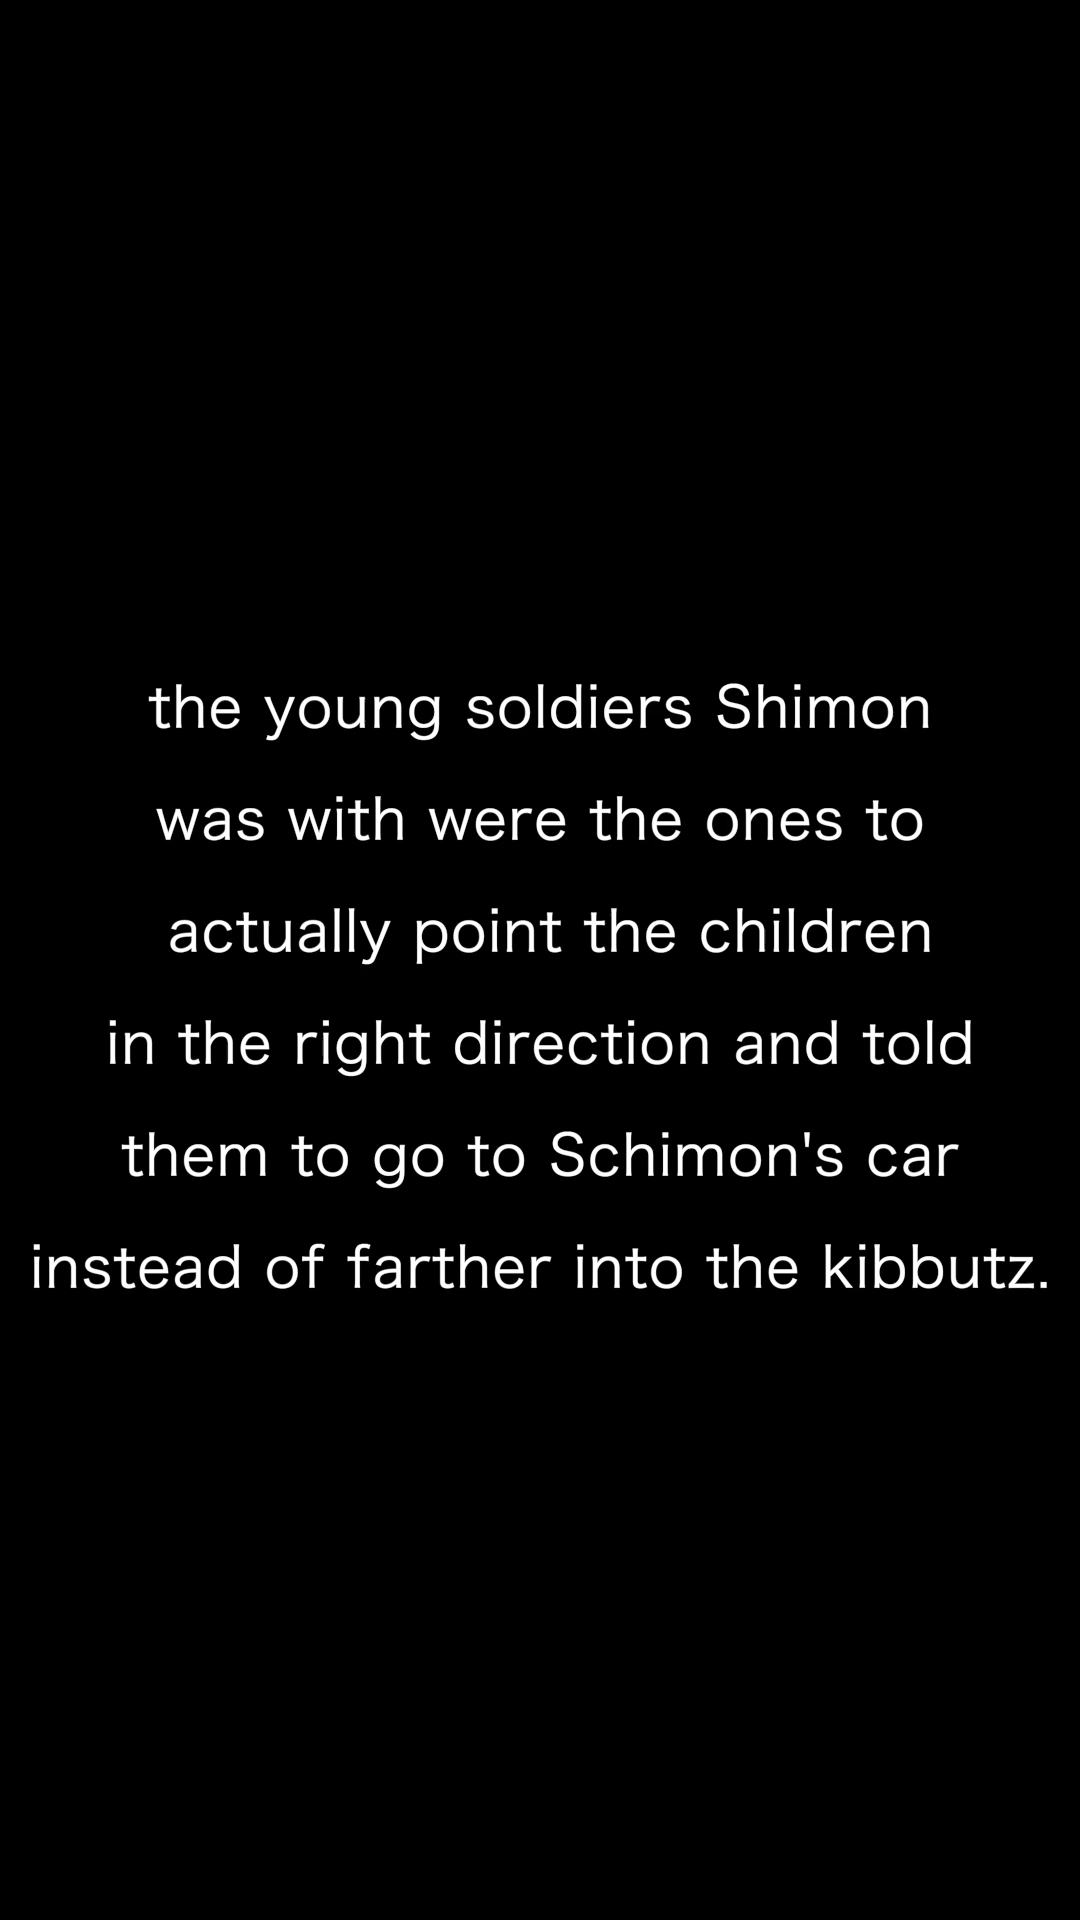 the young soldiers Shimon
was with were the ones to
actually point the children
in the right direction and told
them to go to Schimon's car
instead of farther into the kibbutz.